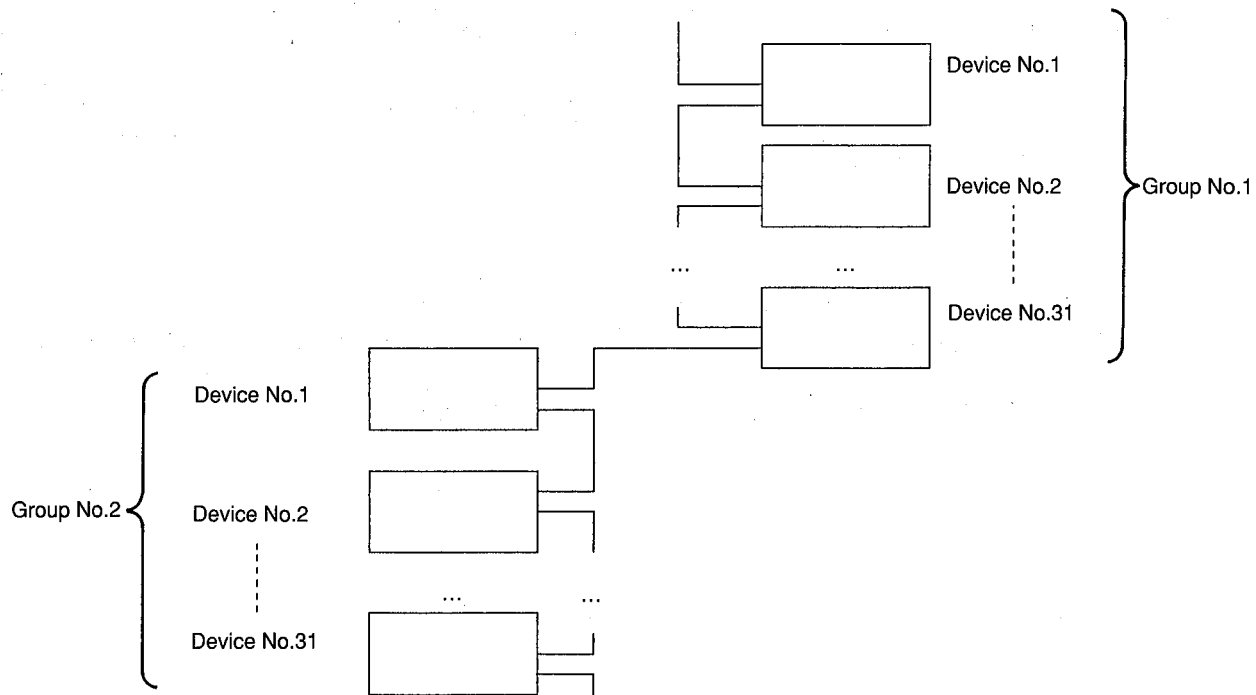 Device No.1
Device No.2
Group No.1
...
...
Device No.31
Device No.1
Group No.2
Device No.2
...
...
Device No.31